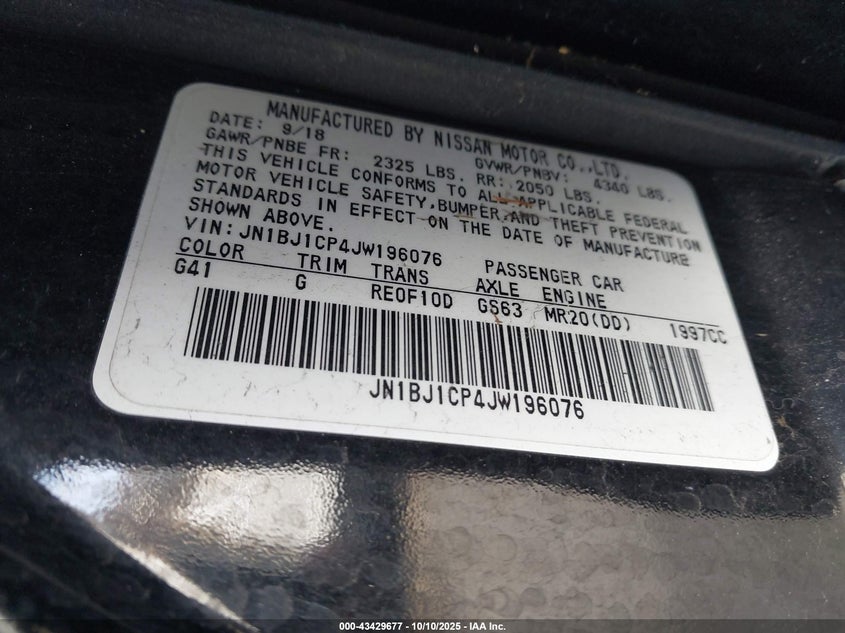 MANUFACTURED BY NISSAN MOTOR CO.,LTD.
DATE: 9/18 GVWR/PNBV: 4340 LBS.
GAWR/PNBE FR: 2325 LBS. RR: 2050 LBS.
THIS VEHICLE CONFORMS TO ALL APPLICABLE FEDERAL
MOTOR VEHICLE SAFETY,BUMPER,AND THEFT PREVENTION
STANDARDS IN EFFECT ON THE DATE OF MANUFACTURE
SHOWN ABOVE.
VIN:JN1BJ1CP4JW196076 PASSENGER CAR
COLOR TRIM TRANS AXLE ENGINE
G41 G RE0F10D GS63 MR20(DD) 1997CC
JN1BJ1CP4JW196076
000-43429677 - 10/10/2025 - IAA Inc.